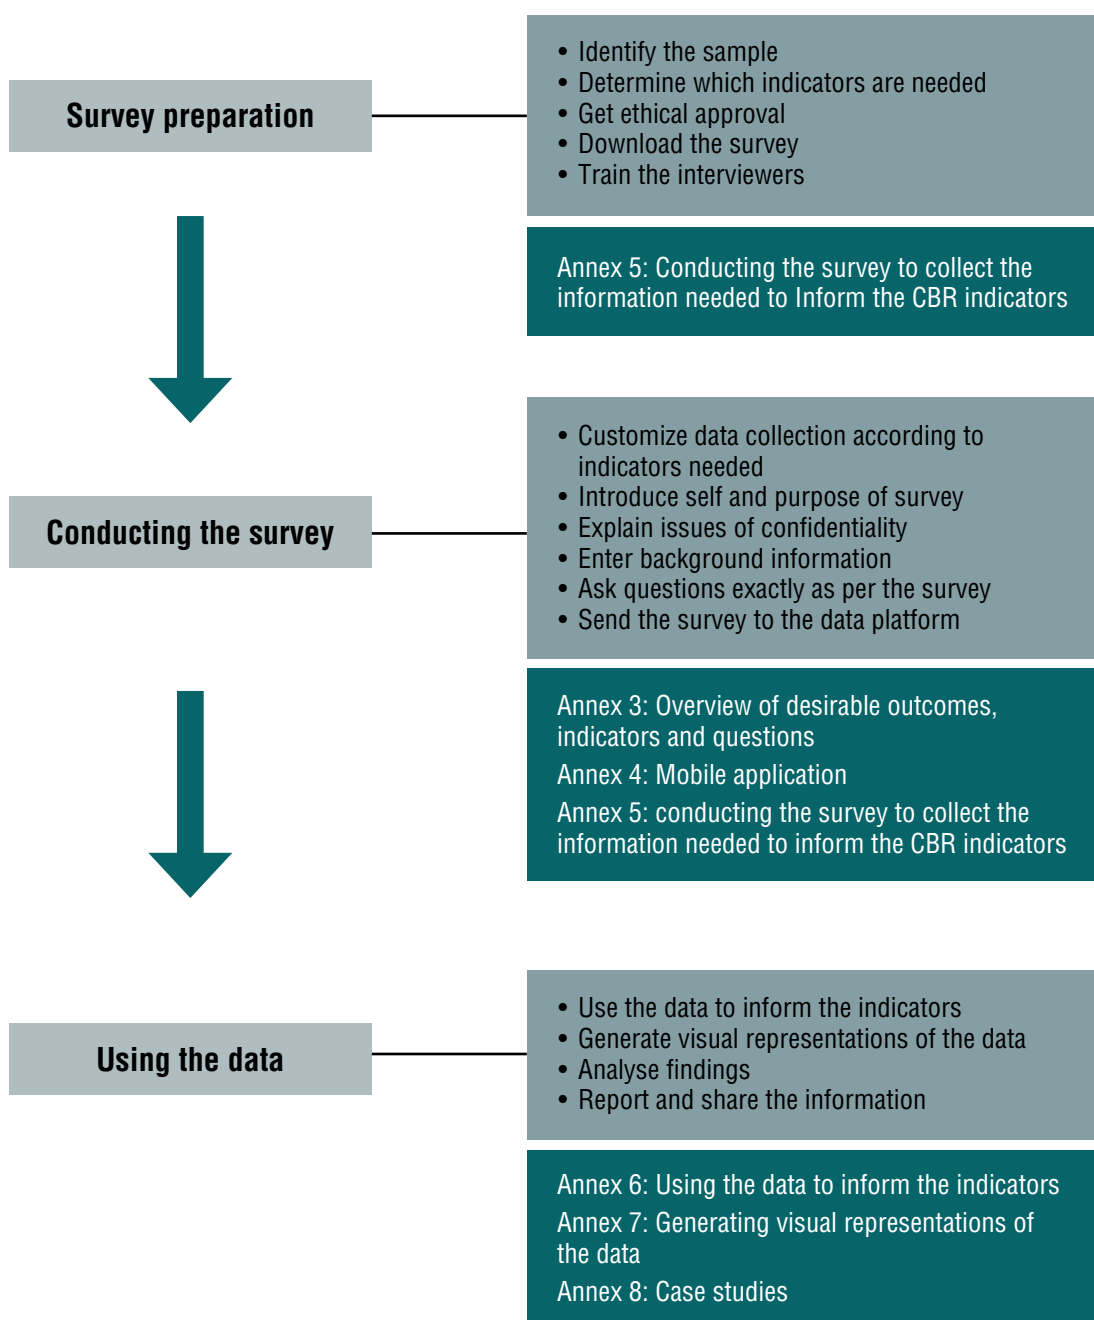 Survey preparation
• Identify the sample
• Determine which indicators are needed
• Get ethical approval
• Download the survey
• Train the interviewers
Annex 5: Conducting the survey to collect the
information needed to Inform the CBR indicators
Conducting the survey
• Customize data collection according to
indicators needed
• Introduce self and purpose of survey
• Explain issues of confidentiality
• Enter background information
• Ask questions exactly as per the survey
• Send the survey to the data platform
Annex 3: Overview of desirable outcomes,
indicators and questions
Annex 4: Mobile application
Annex 5: conducting the survey to collect the
information needed to inform the CBR indicators
Using the data
• Use the data to inform the indicators
• Generate visual representations of the data
• Analyse findings
• Report and share the information
Annex 6: Using the data to inform the indicators
Annex 7: Generating visual representations of
the data
Annex 8: Case studies